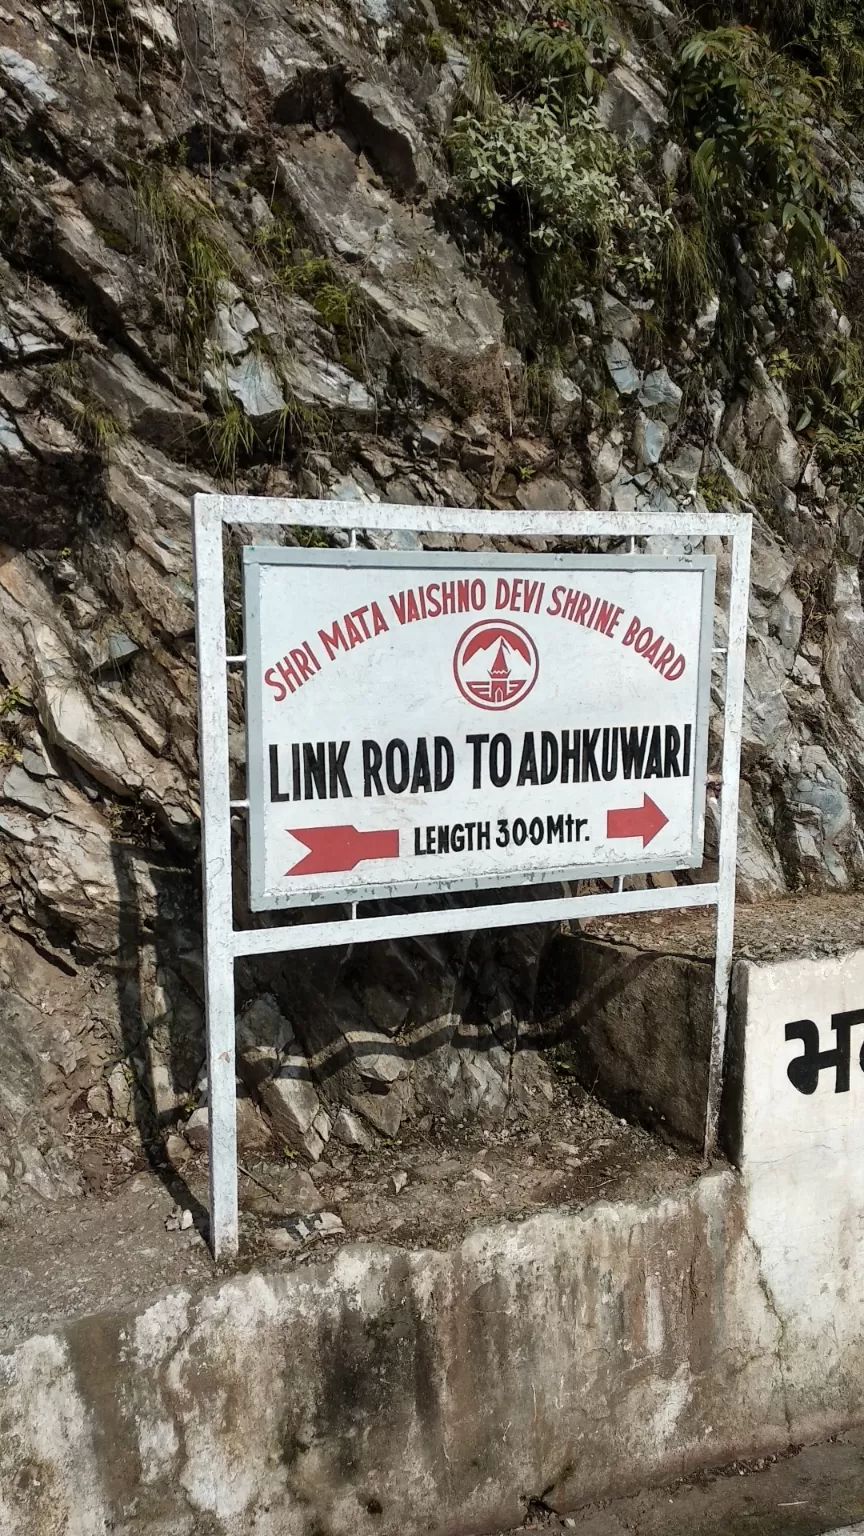 SHRI MATA VAISHNO DEVI SHRINE BOARD
LINK ROAD TO ADHKUWARI
LENGTH 300Mtr.